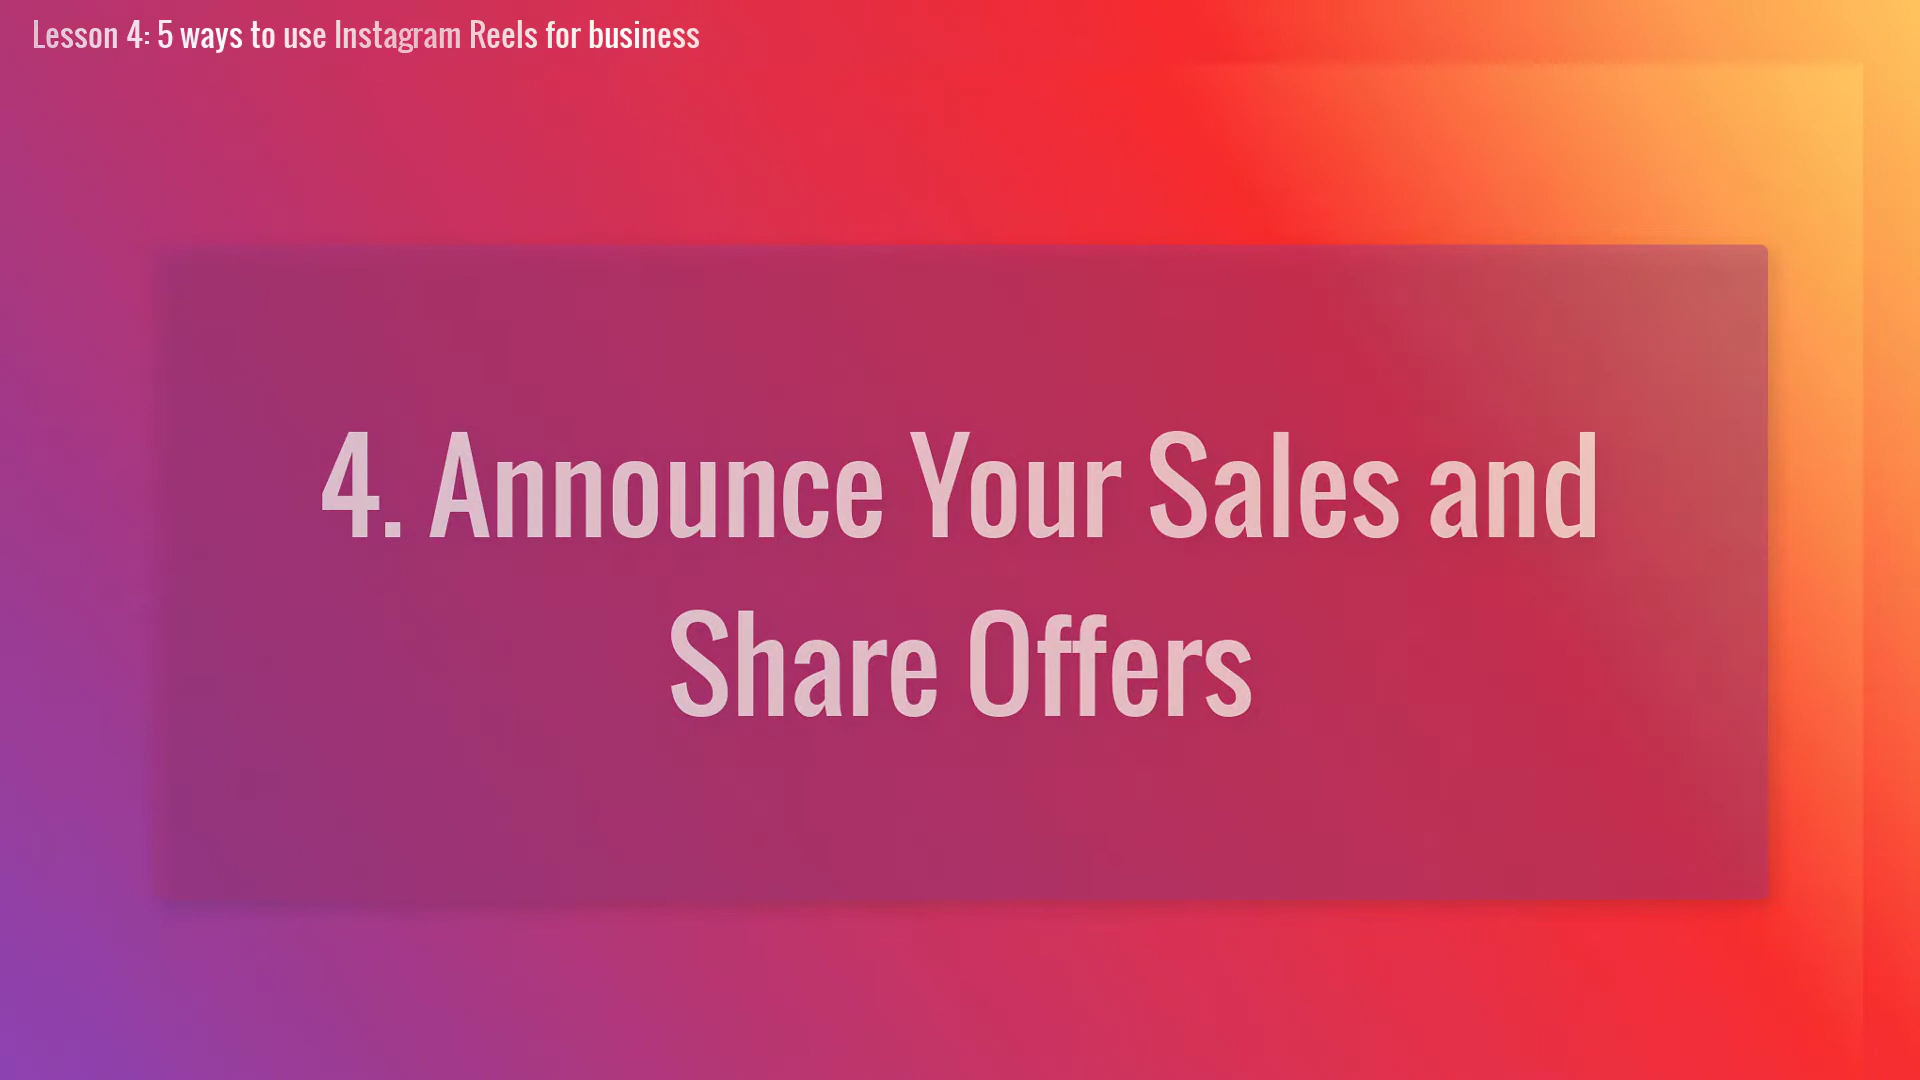 Lesson 4: 5 ways to use Instagram Reels for business
4. Announce Your Sales and
Share Offers